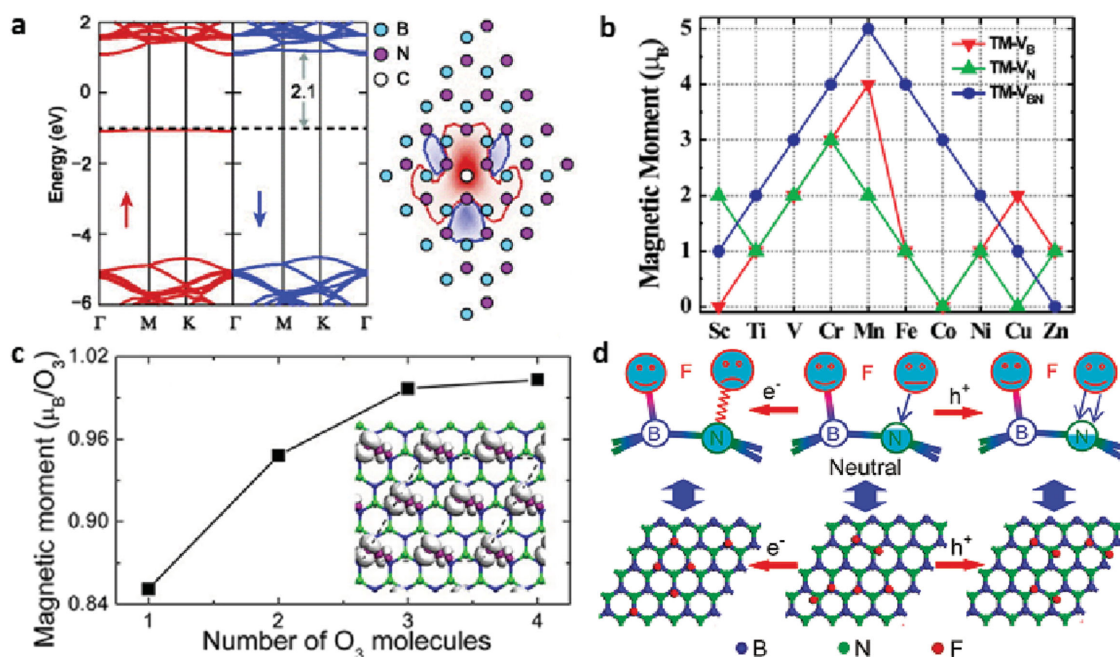 a
2
0
-2
-4
-6
Energy (eV)
2.1
Γ M K Γ M K Γ
B
N
C
b
Magnetic Moment (μB)
5
4
3
2
1
0
TM-VB
TM-VN
TM-VBN
Sc Ti V Cr Mn Fe Co Ni Cu Zn
c
Magnetic moment (μB/O3)
1.02
0.96
0.90
0.84
1 2 3 4
Number of O3 molecules
d
F F F
e- h+
B N B N B N
Neutral
e- h+
B N F